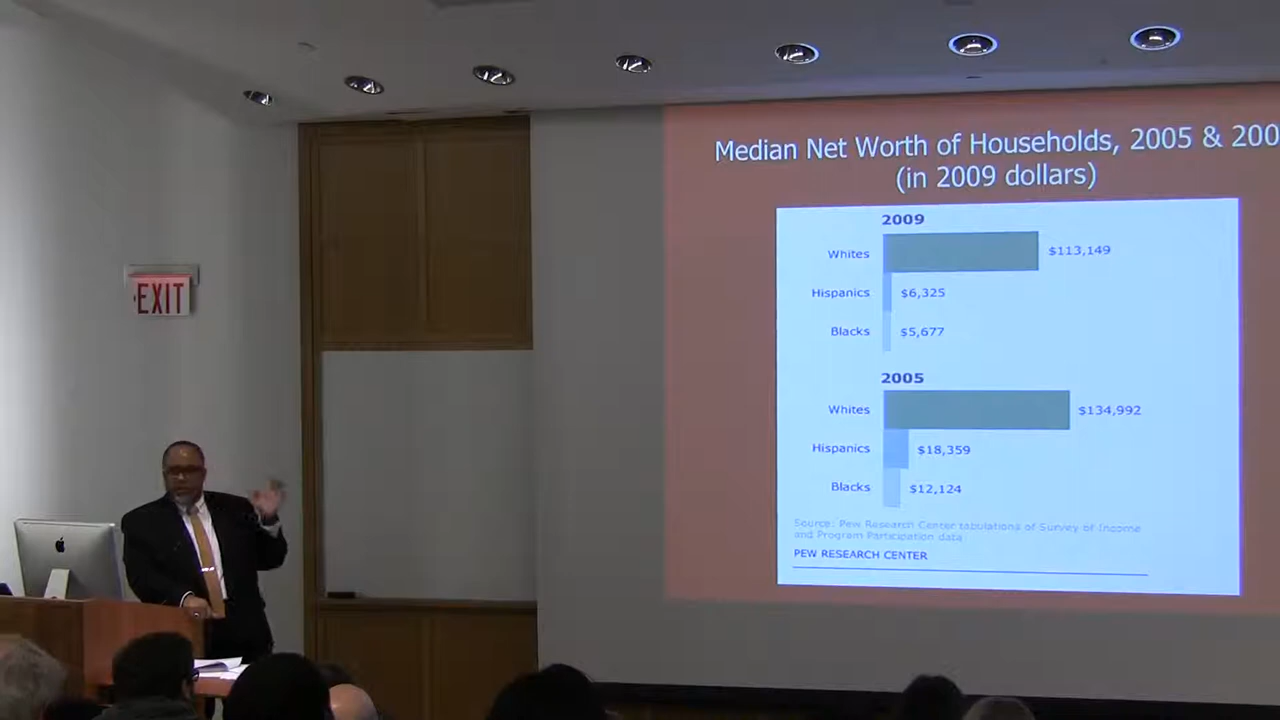 Median Net Worth of Households, 2005 & 200
(in 2009 dollars)
2009
Whites $113,149
Hispanics $6,325
Blacks $5,677
2005
Whites $134,992
Hispanics $18,359
Blacks $12,124
Source: Pew Research Center tabulations of Survey of Income
and Program Participation data
PEW RESEARCH CENTER
EXIT